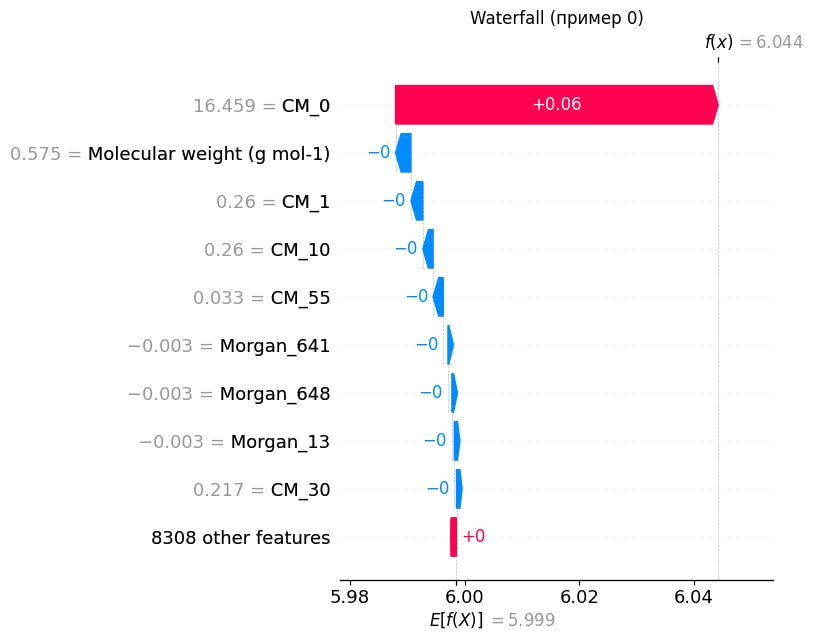 Waterfall (пример 0)
f(x) = 6.044
16.459 = CM_0
+0.06
0.575 = Molecular weight (g mol-1)
−0
0.26 = CM_1
−0
0.26 = CM_10
−0
0.033 = CM_55
−0
−0.003 = Morgan_641
−0
−0.003 = Morgan_648
−0
−0.003 = Morgan_13
−0
0.217 = CM_30
−0
8308 other features
+0
5.98 6.00 6.02 6.04
E[f(X)] = 5.999